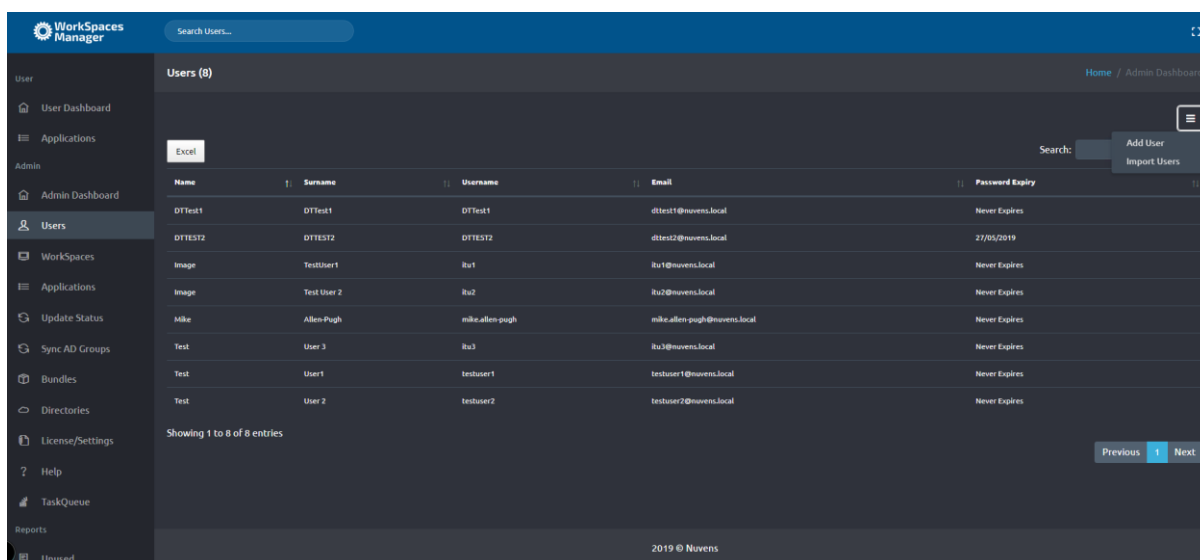 WorkSpaces
Manager
Search Users...
User
User Dashboard
Applications
Admin
Admin Dashboard
Users
WorkSpaces
Applications
Update Status
Sync AD Groups
Bundles
Directories
License/Settings
Help
TaskQueue
Reports
Unused
Users (8)
Home / Admin Dashboard
Add User
Import Users
Excel
Search:
Name Surname Username Email Password Expiry
DTTest1 DTTest1 DTTest1 dttest1@nuvens.local Never Expires
DTTEST2 DTTEST2 DTTEST2 dttest2@nuvens.local 27/05/2019
Image TestUser1 itu1 itu1@nuvens.local Never Expires
Image Test User 2 itu2 itu2@nuvens.local Never Expires
Mike Allen-Pugh mike.allen-pugh mike.allen-pugh@nuvens.local Never Expires
Test User 3 itu3 itu3@nuvens.local Never Expires
Test User1 testuser1 testuser1@nuvens.local Never Expires
Test User 2 testuser2 testuser2@nuvens.local Never Expires
Showing 1 to 8 of 8 entries
Previous 1 Next
2019 © Nuvens